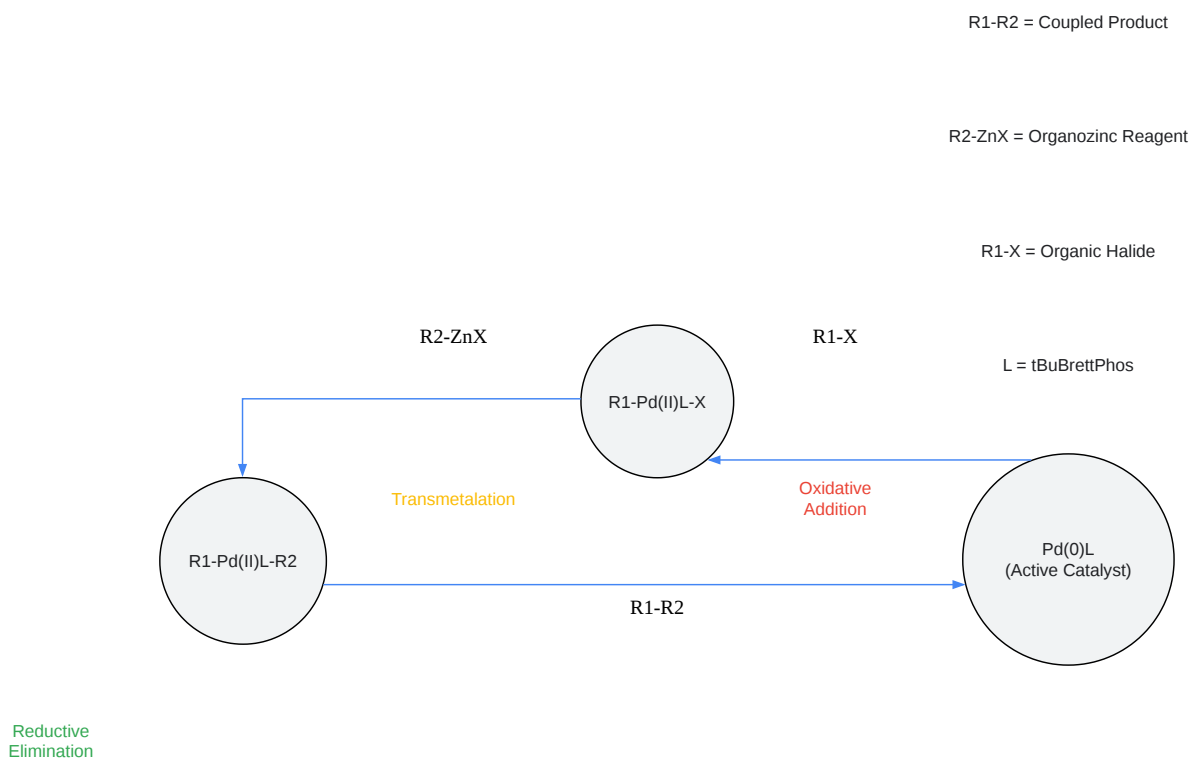 R1-R2 = Coupled Product
R2-ZnX = Organozinc Reagent
R1-X = Organic Halide
R2-ZnX
R1-X
L = tBuBrettPhos
R1-Pd(II)L-X
Transmetalation
Oxidative
Addition
R1-Pd(II)L-R2
Pd(0)L
(Active Catalyst)
R1-R2
Reductive
Elimination